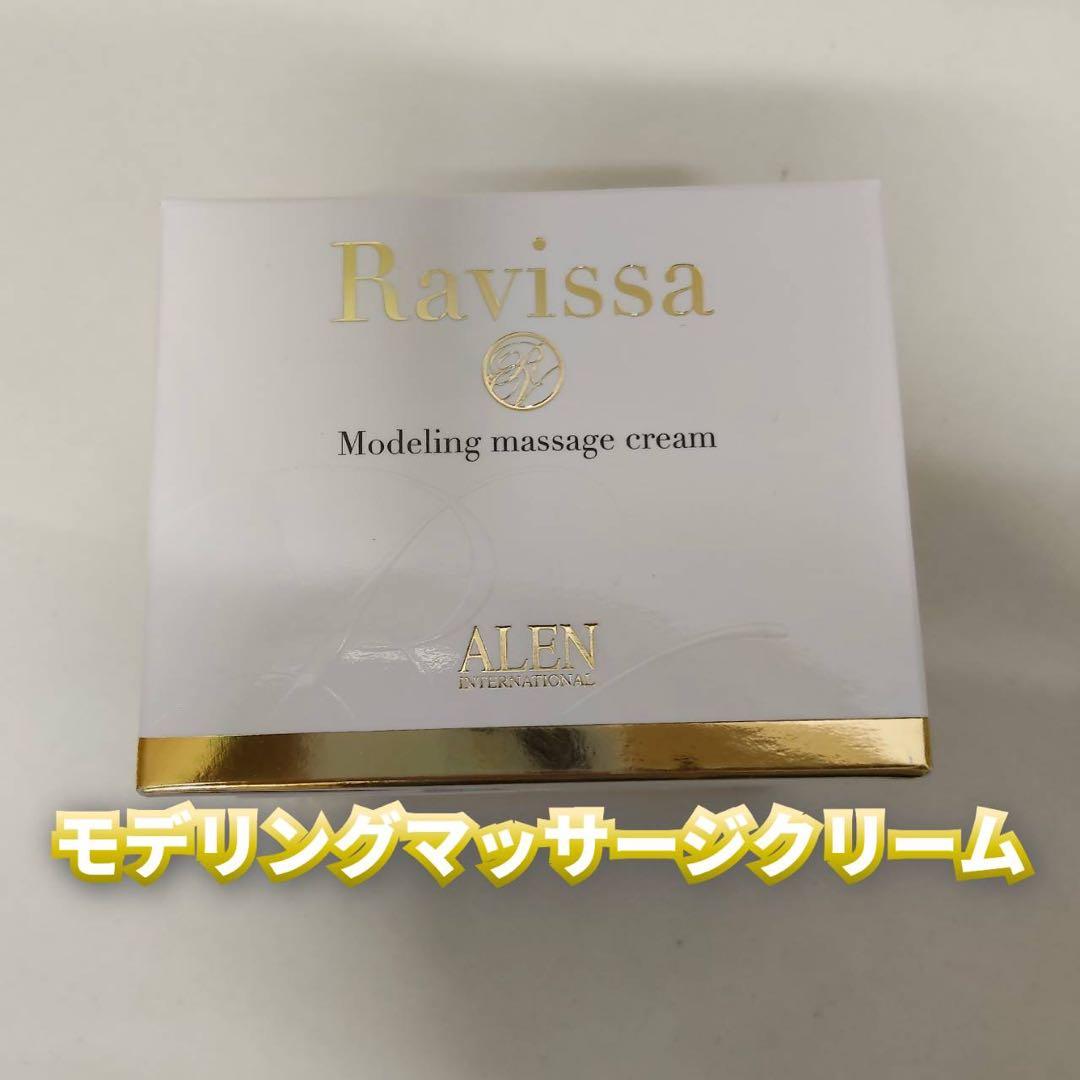 Ravissa
RV
Modeling massage cream
ALEN
INTERNATIONAL
モデリングマッサージクリーム